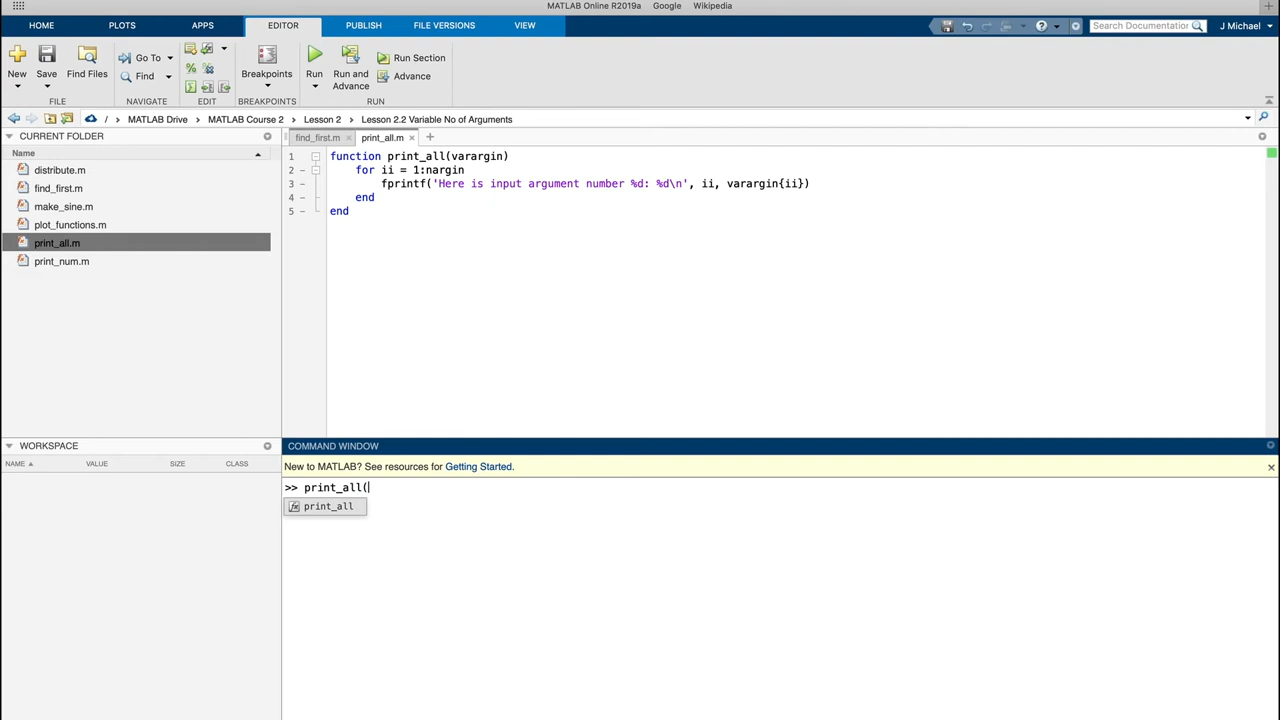 MATLAB Online R2019a Google Wikipedia
HOME PLOTS APPS EDITOR PUBLISH FILE VERSIONS VIEW
Search Documentation J Michael
New Save Find Files Go To Find Breakpoints Run Run and Advance Run Section Advance
FILE NAVIGATE EDIT BREAKPOINTS RUN
/ MATLAB Drive MATLAB Course 2 Lesson 2 Lesson 2.2 Variable No of Arguments
CURRENT FOLDER
Name
distribute.m
find_first.m
make_sine.m
plot_functions.m
print_all.m
print_num.m
find_first.m print_all.m
1 function print_all(varargin)
2 for ii = 1:nargin
3 fprintf('Here is input argument number %d: %d\n', ii, varargin{ii})
4 end
5 end
WORKSPACE
NAME VALUE SIZE CLASS
COMMAND WINDOW
New to MATLAB? See resources for Getting Started.
>> print_all(
fx print_all